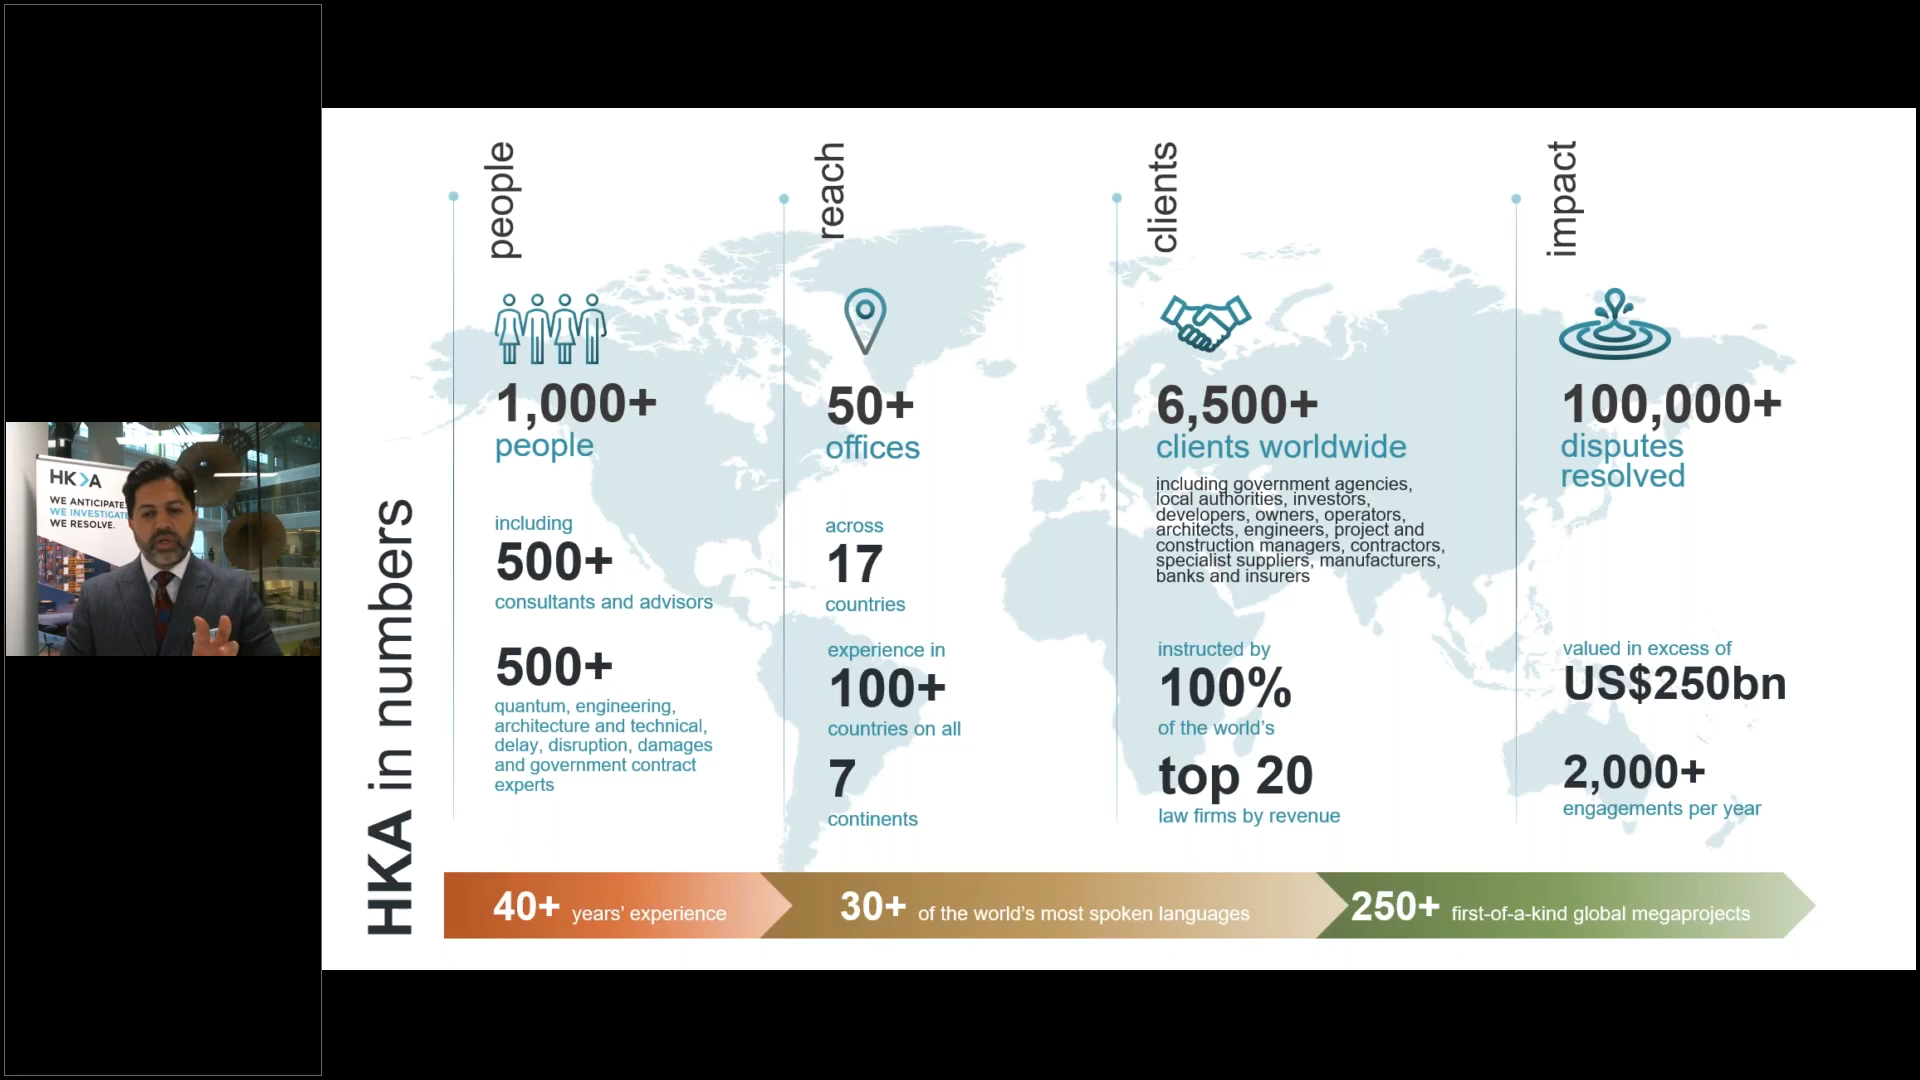 HK>A
WE ANTICIPATE.
WE INVESTIGATE
WE RESOLVE.
HKA in numbers
people
1,000+
people
including
500+
consultants and advisors
500+
quantum, engineering,
architecture and technical,
delay, disruption, damages
and government contract
experts
reach
50+
offices
across
17
countries
experience in
100+
countries on all
7
continents
clients
6,500+
clients worldwide
including government agencies,
local authorities, investors,
developers, owners, operators,
architects, engineers, project and
construction managers, contractors,
specialist suppliers, manufacturers,
banks and insurers
instructed by
100%
of the world's
top 20
law firms by revenue
impact
100,000+
disputes
resolved
valued in excess of
US$250bn
2,000+
engagements per year
40+ years' experience
30+ of the world's most spoken languages
250+ first-of-a-kind global megaprojects